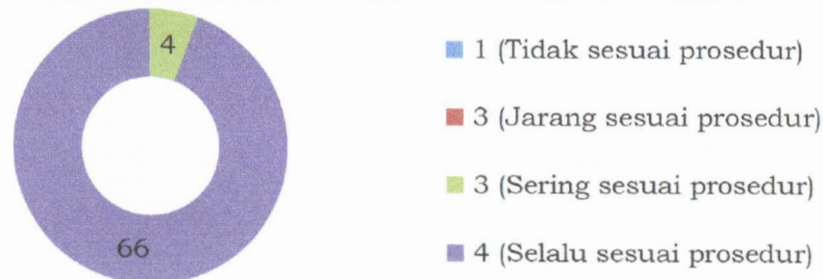 4
66
1 (Tidak sesuai prosedur)
3 (Jarang sesuai prosedur)
3 (Sering sesuai prosedur)
4 (Selalu sesuai prosedur)